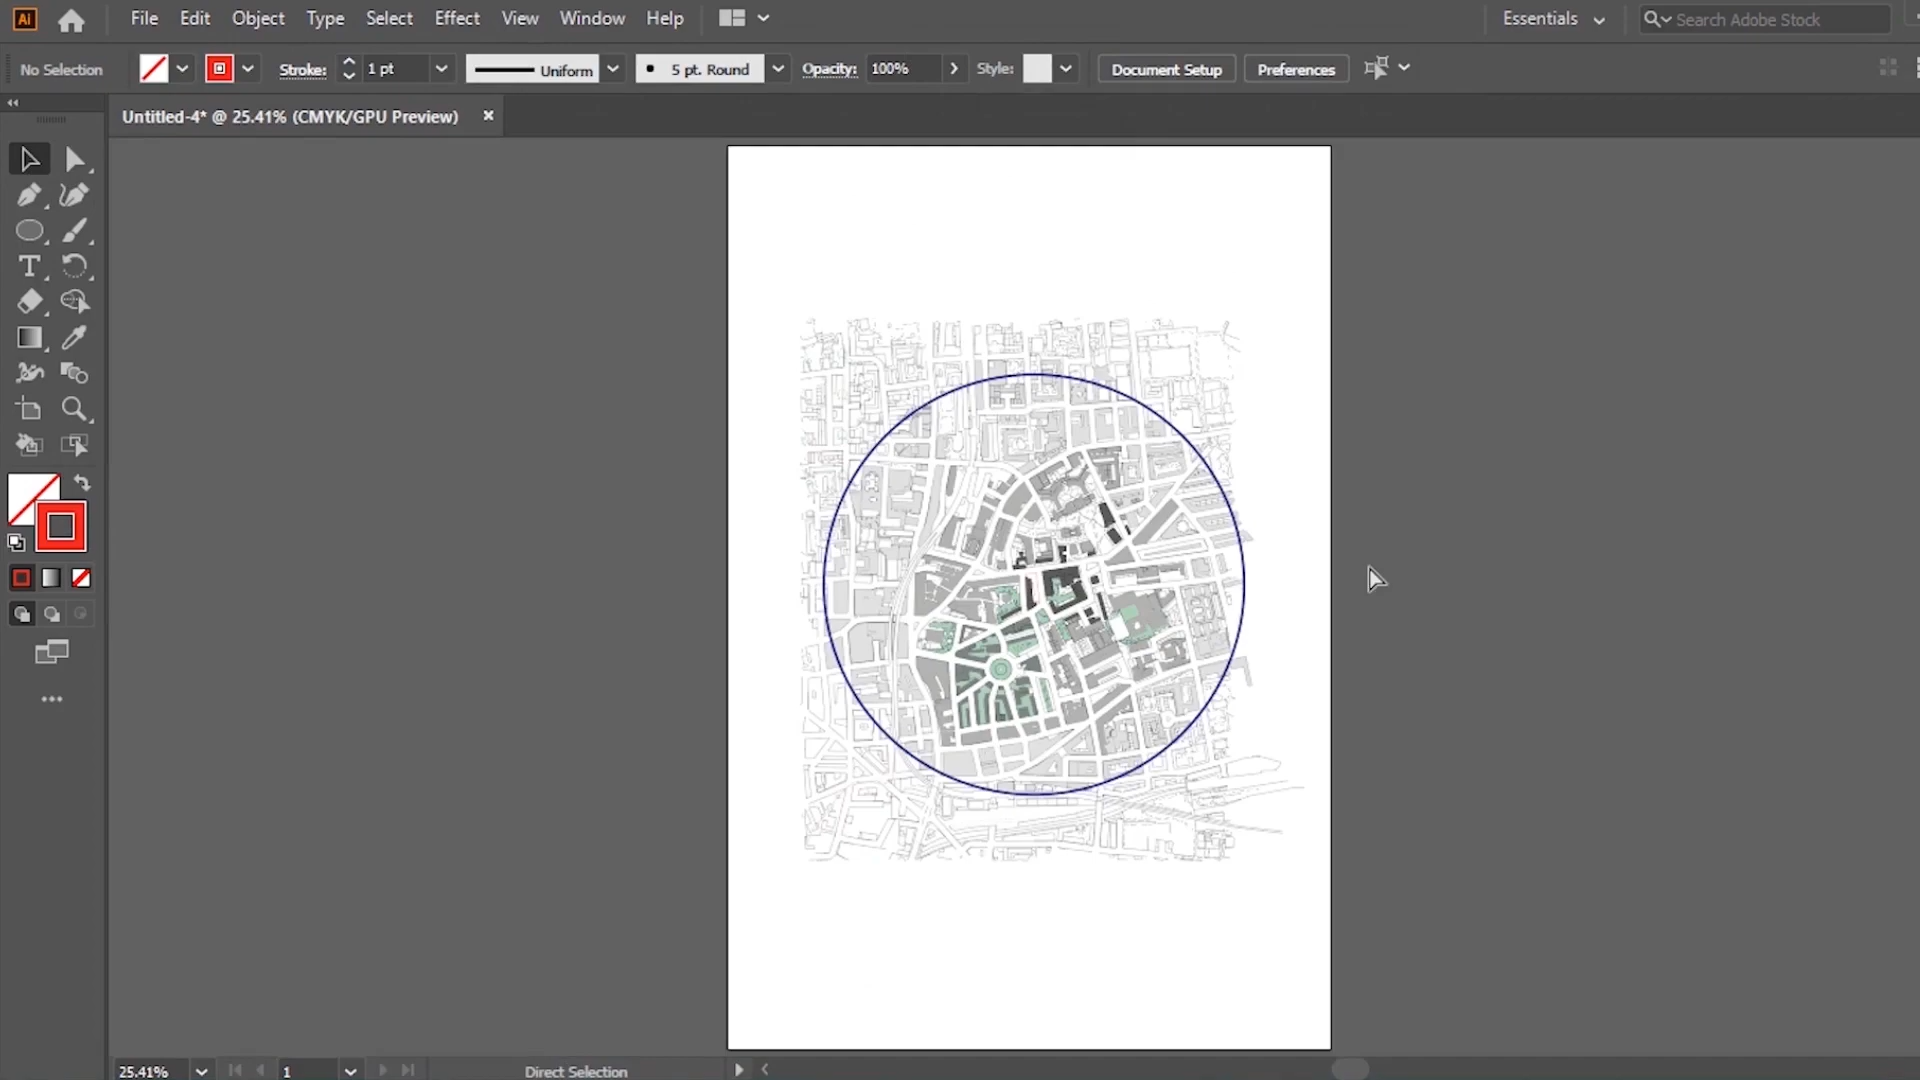 Ai File Edit Object Type Select Effect View Window Help Essentials Search Adobe Stock
No Selection Stroke: 1 pt Uniform 5 pt. Round Opacity: 100% Style: Document Setup Preferences
Untitled-4* @ 25.41% (CMYK/GPU Preview)
25.41% 1 Direct Selection